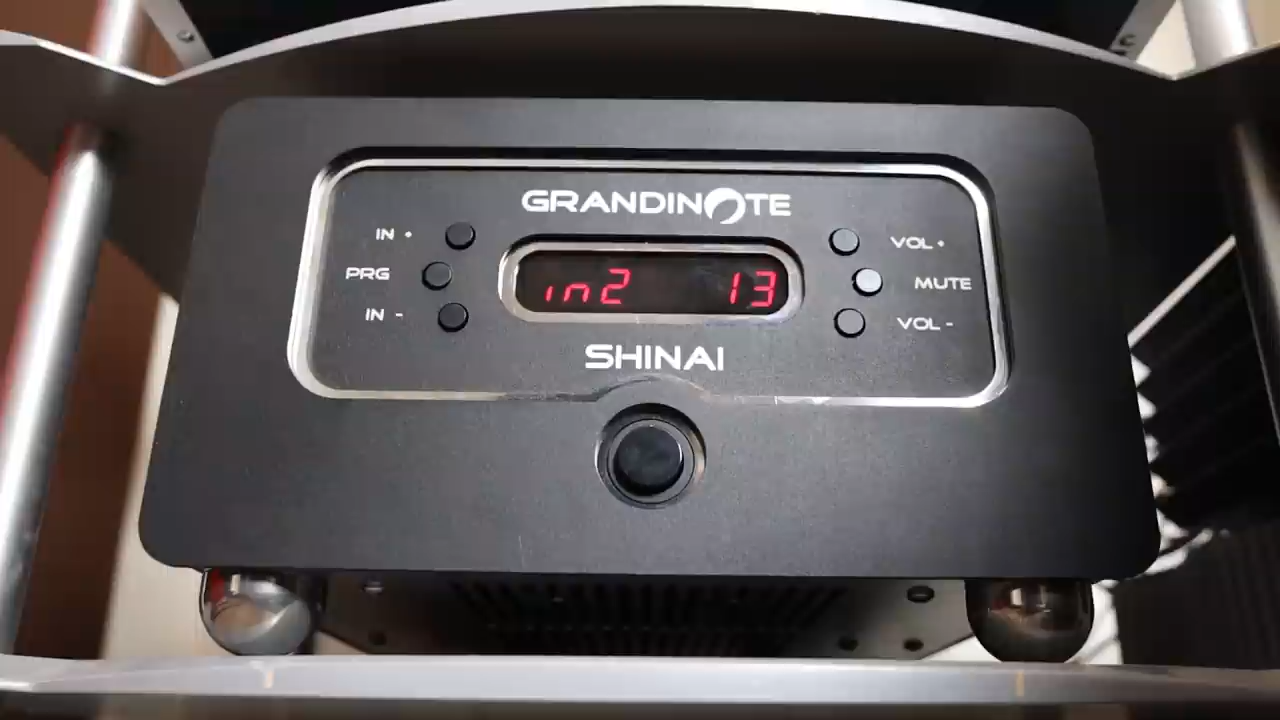 GRANDINOTE
IN +
PRG
IN -
in2 13
VOL +
MUTE
VOL -
SHINAI